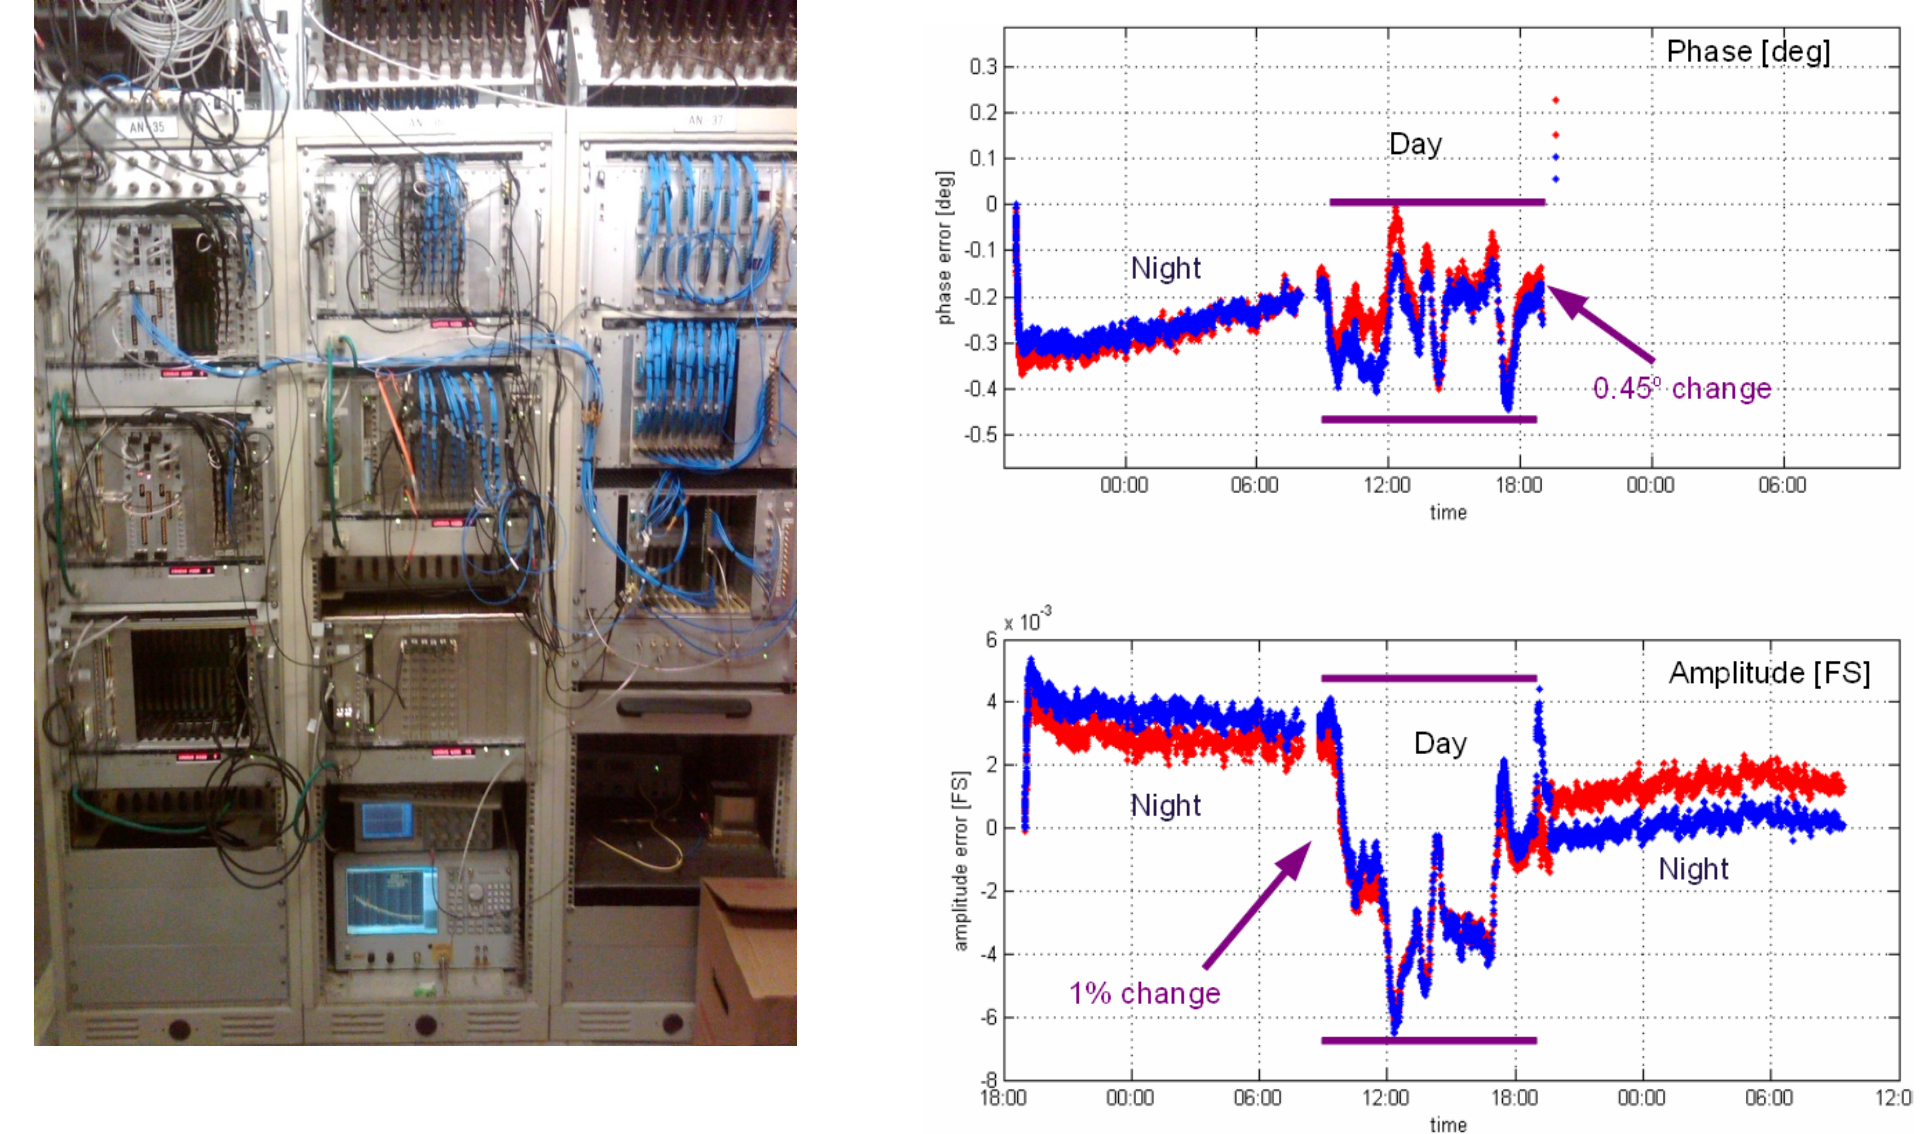 AN-35
AN-37
Phase [deg]
0.3
0.2
0.1
0
-0.1
-0.2
-0.3
-0.4
-0.5
phase error [deg]
Day
Night
0.45º change
00:00 06:00 12:00 18:00 00:00 06:00
time
x 10-3
Amplitude [FS]
6
4
2
0
-2
-4
-6
-8
amplitude error [FS]
Day
Night
Night
1% change
18:00 00:00 06:00 12:00 18:00 00:00 06:00 12:0
time